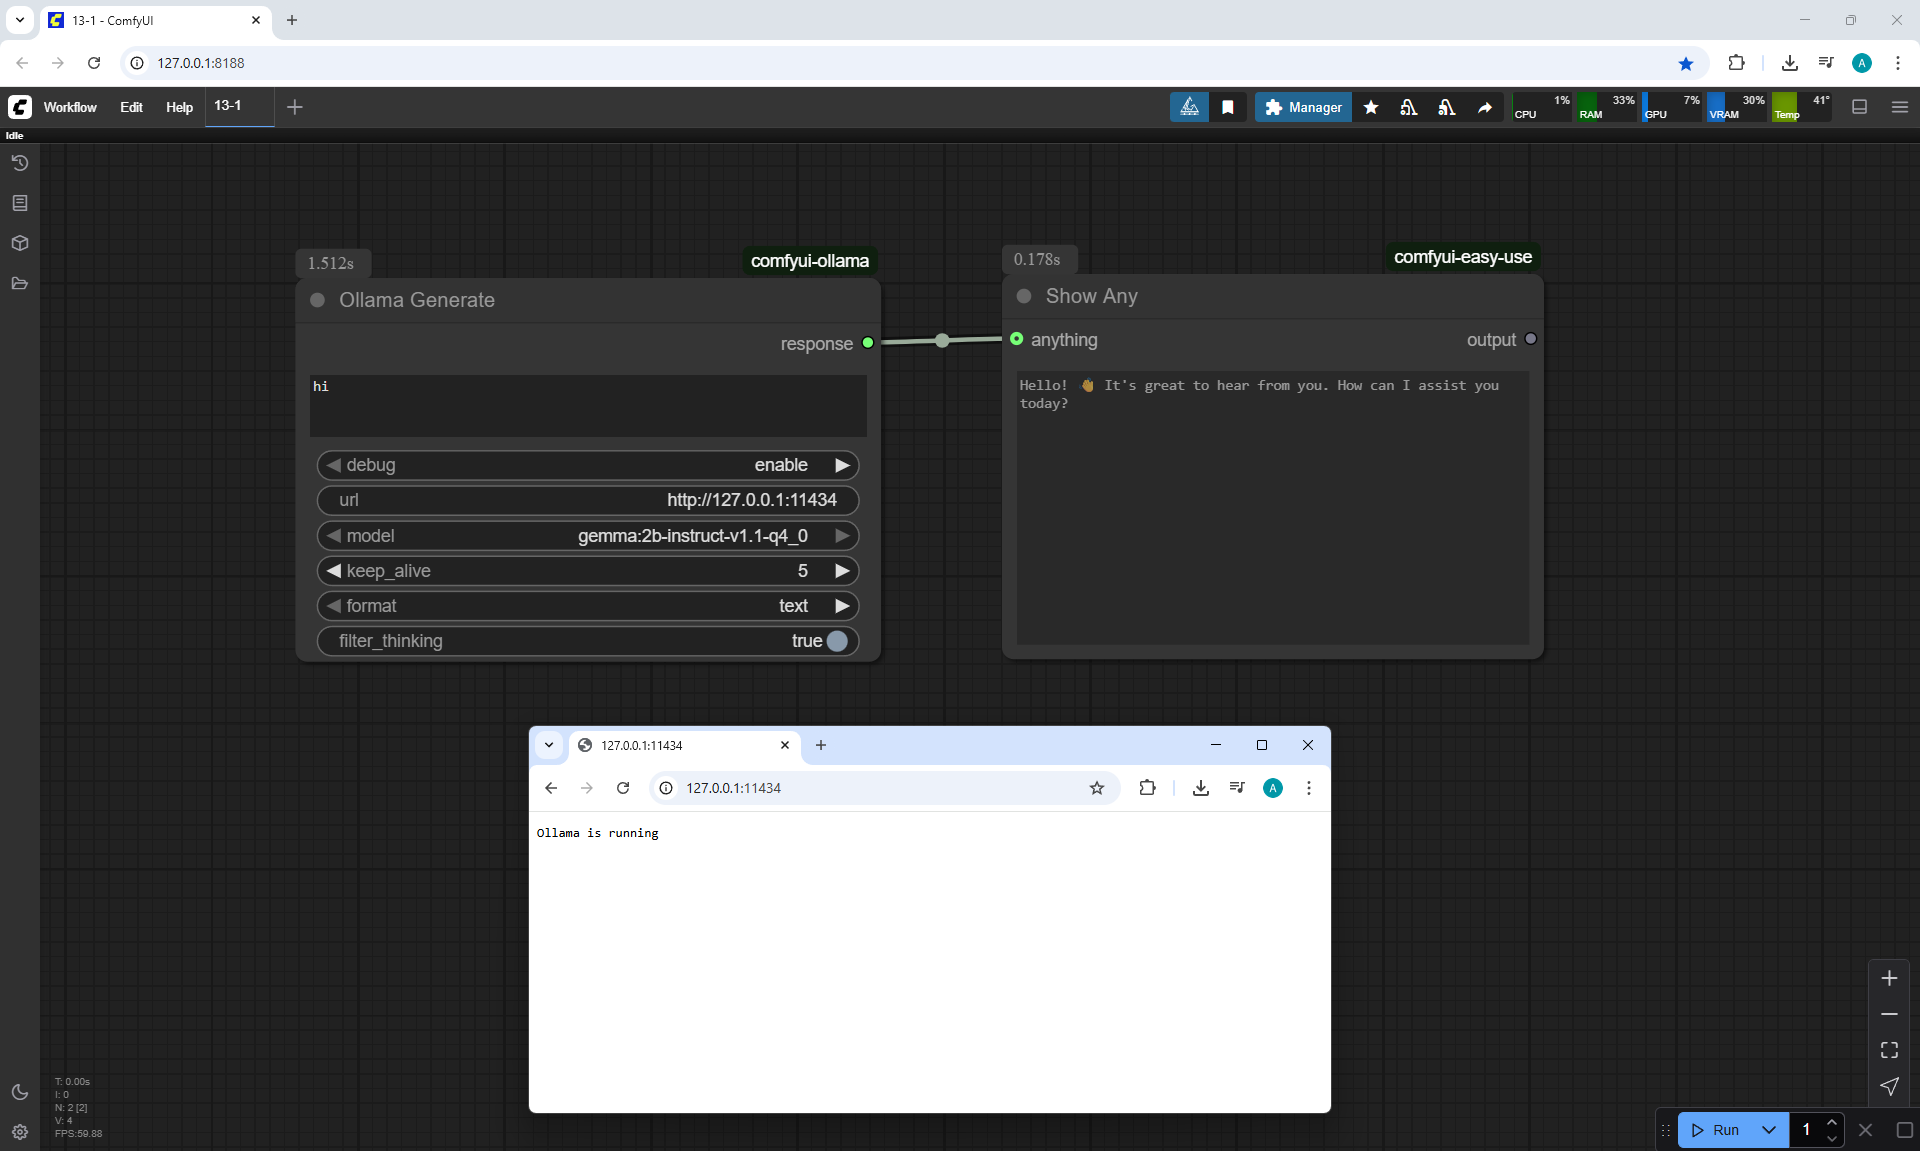 13-1 - ComfyUI
127.0.0.1:8188
Workflow Edit Help 13-1
Manager
CPU 1% RAM 33% GPU 7% VRAM 30% Temp 41°
Idle
1.512s
comfyui-ollama
Ollama Generate
response
hi
debug enable
url http://127.0.0.1:11434
model gemma:2b-instruct-v1.1-q4_0
keep_alive 5
format text
filter_thinking true
0.178s
comfyui-easy-use
Show Any
anything output
Hello! 👋 It's great to hear from you. How can I assist you
today?
127.0.0.1:11434
127.0.0.1:11434
A
Ollama is running
A
T: 0.00s
I: 0
N: 2 [2]
V: 4
FPS:59.88
Run 1